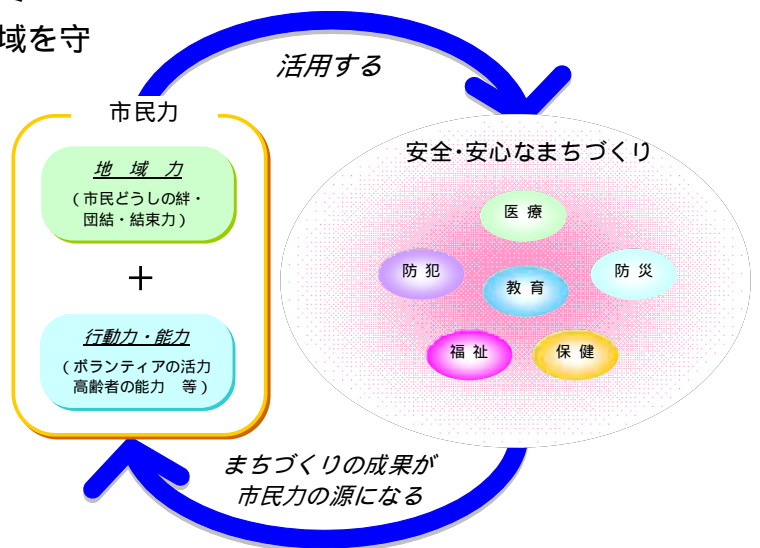 域を守
活用する
市民力
地 域 力
(市民どうしの絆・
団結・結束力)
＋
行動力・能力
(ボランティアの活力
高齢者の能力 等)
安全・安心なまちづくり
医 療
防 犯
防 災
教 育
福 祉
保 健
まちづくりの成果が
市民力の源になる